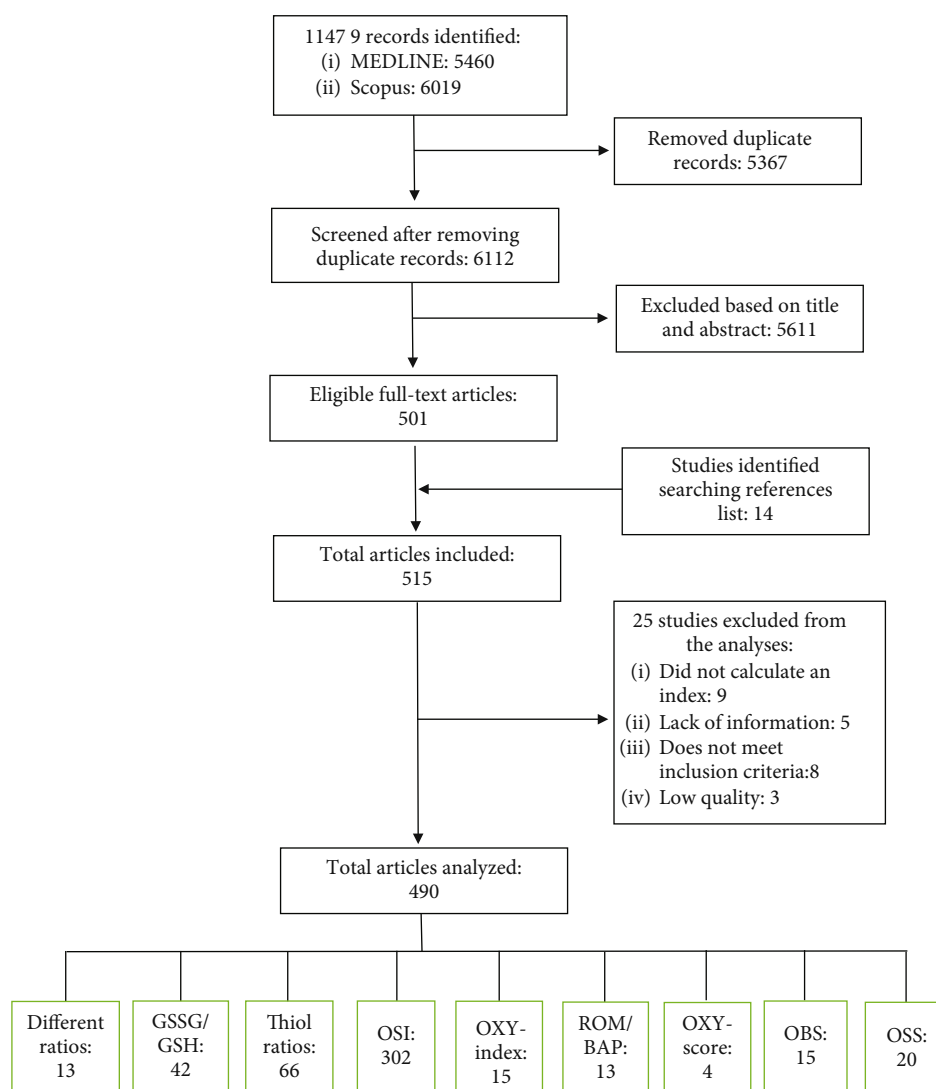 1147 9 records identified:
(i) MEDLINE: 5460
(ii) Scopus: 6019
Removed duplicate
records: 5367
Screened after removing
duplicate records: 6112
Excluded based on title
and abstract: 5611
Eligible full-text articles:
501
Studies identified
searching references
list: 14
Total articles included:
515
25 studies excluded from
the analyses:
(i) Did not calculate an
index: 9
(ii) Lack of information: 5
(iii) Does not meet
inclusion criteria:8
(iv) Low quality: 3
Total articles analyzed:
490
Different
ratios:
13
GSSG/
GSH:
42
Thiol
ratios:
66
OSI:
302
OXY-
index:
15
ROM/
BAP:
13
OXY-
score:
4
OBS:
15
OSS:
20